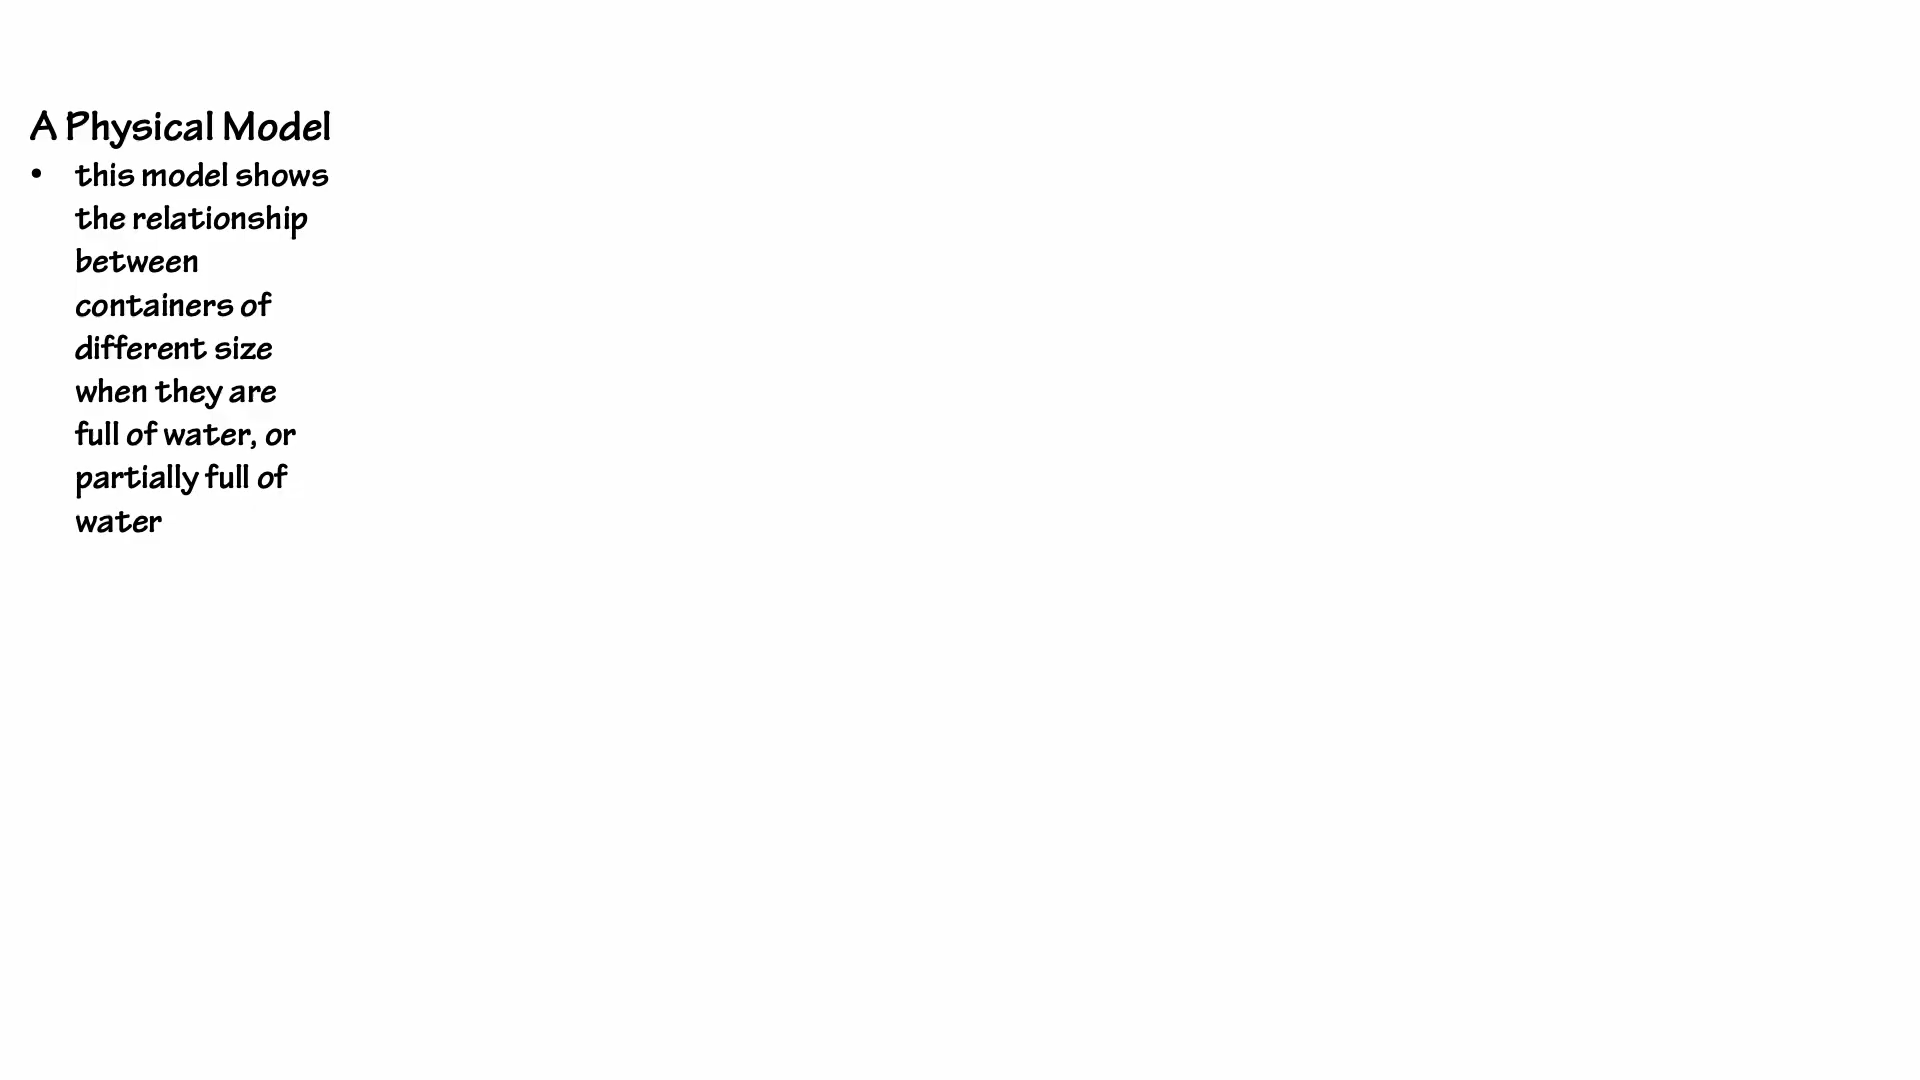 A Physical Model
• this model shows
the relationship
between
containers of
different size
when they are
full of water, or
partially full of
water